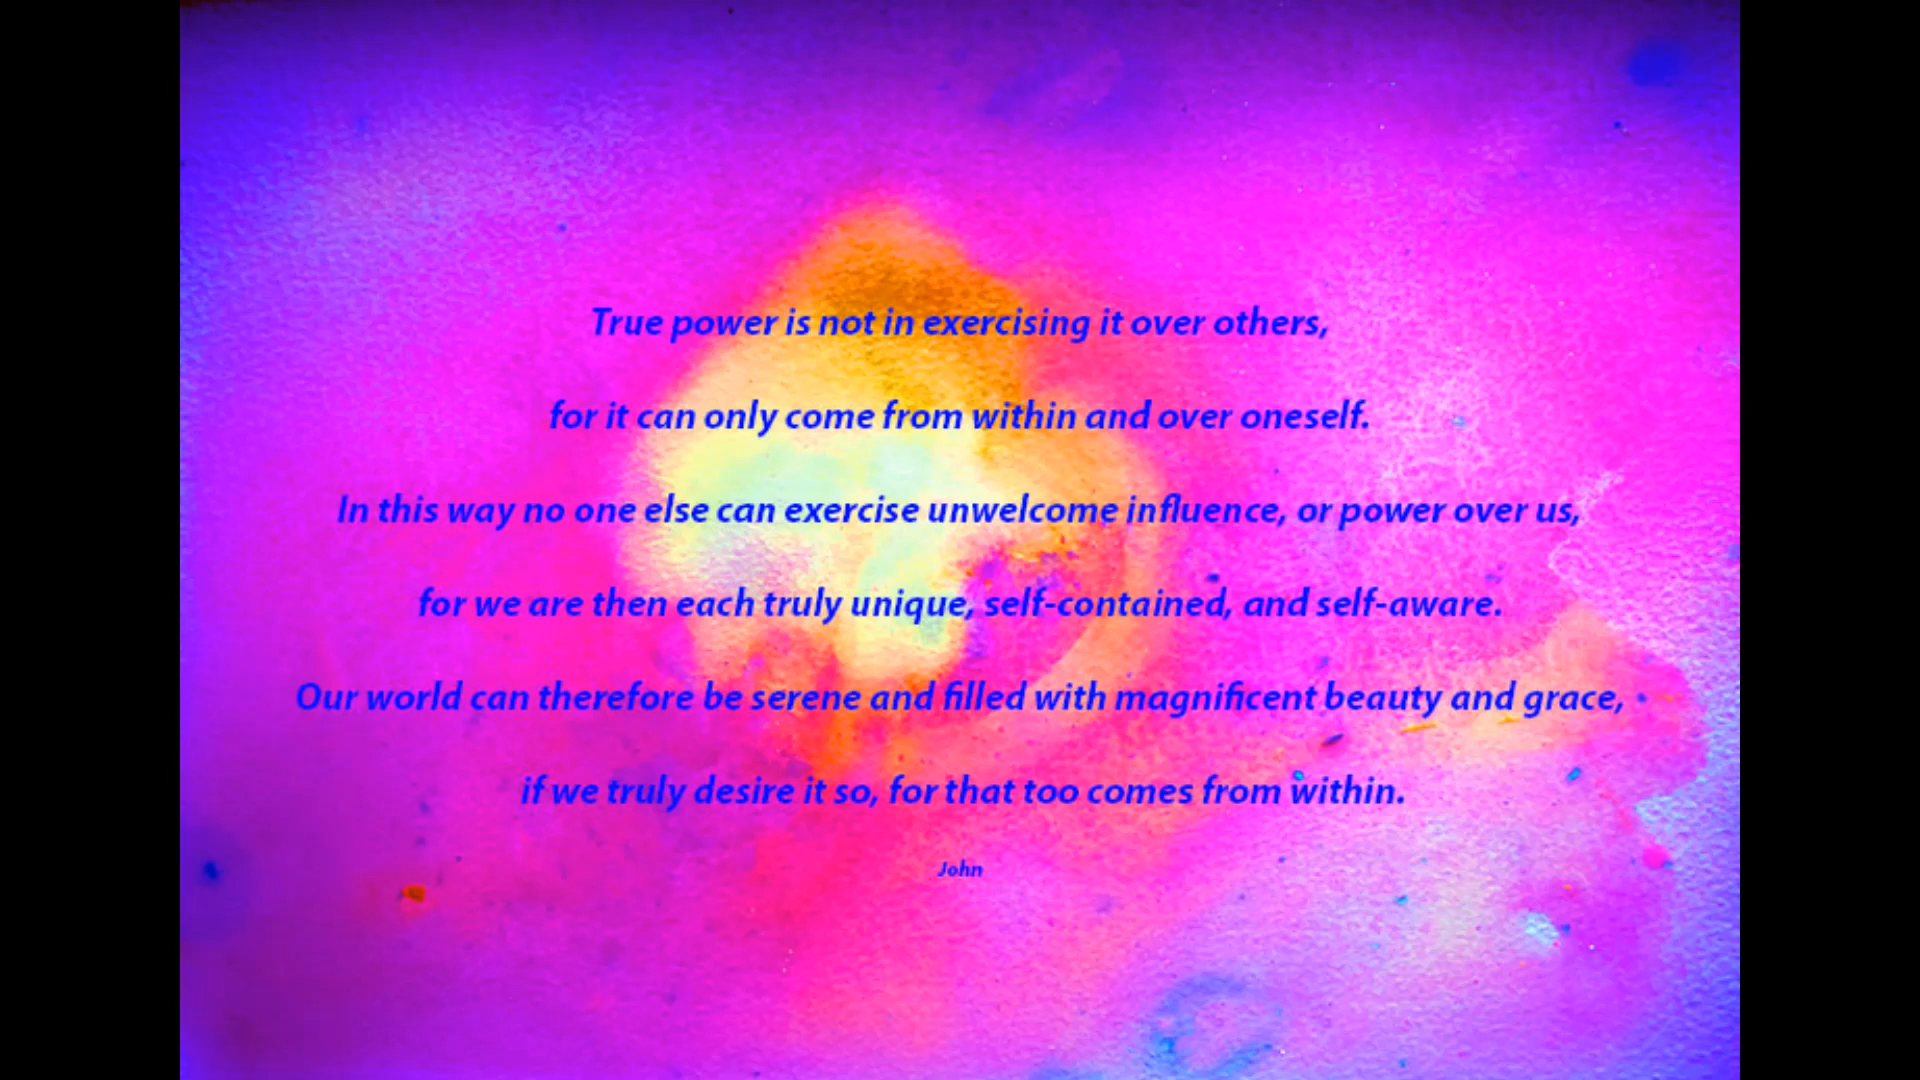 True power is not in exercising it over others,
for it can only come from within and over oneself.
In this way no one else can exercise unwelcome influence, or power over us,
for we are then each truly unique, self-contained, and self-aware.
Our world can therefore be serene and filled with magnificent beauty and grace,
if we truly desire it so, for that too comes from within.
John